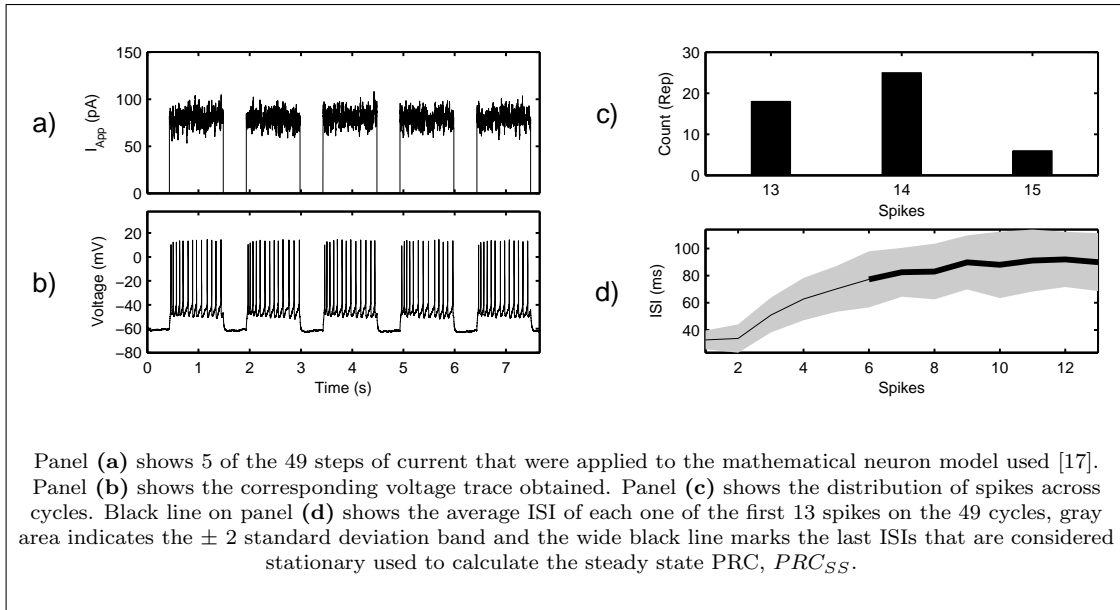 a)
I_App (pA)
150
100
50
0
b)
Voltage (mV)
20
0
−20
−40
−60
−80
0 1 2 3 4 5 6 7
Time (s)
c)
Count (Rep)
30
20
10
0
13 14 15
Spikes
d)
ISI (ms)
100
80
60
40
2 4 6 8 10 12
Spikes
Panel (a) shows 5 of the 49 steps of current that were applied to the mathematical neuron model used [17].
Panel (b) shows the corresponding voltage trace obtained. Panel (c) shows the distribution of spikes across
cycles. Black line on panel (d) shows the average ISI of each one of the first 13 spikes on the 49 cycles, gray
area indicates the ± 2 standard deviation band and the wide black line marks the last ISIs that are considered
stationary used to calculate the steady state PRC, PRC_SS.